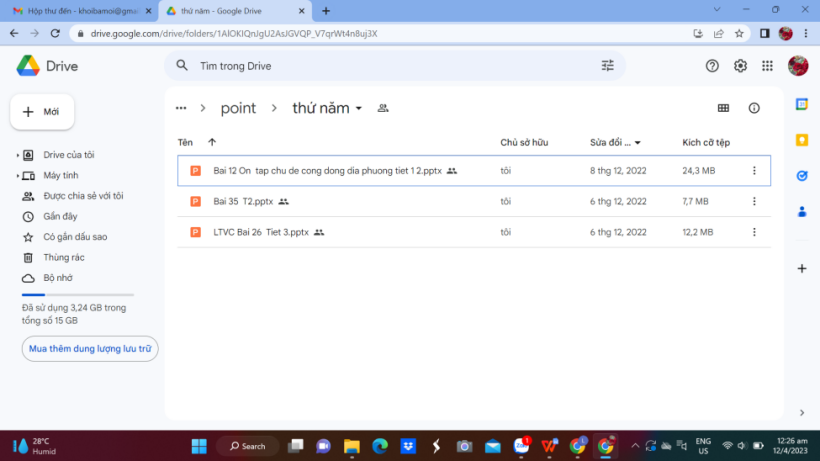 Hộp thư đến - khoibamoi@gmai
thứ năm - Google Drive
drive.google.com/drive/folders/1AlOKlQnJgU2AsJGVQP_V7qrWt4n8uj3X
Drive
Tìm trong Drive
Mới
point
thứ năm
Tên
Chủ sở hữu
Sửa đổi ...
Kích cỡ tệp
Drive của tôi
Máy tính
Được chia sẻ với tôi
Gần đây
Có gắn dấu sao
Thùng rác
Bộ nhớ
Đã sử dụng 3,24 GB trong
tổng số 15 GB
Mua thêm dung lượng lưu trữ
Bai 12 On tap chu de cong dong dia phuong tiet 1 2.pptx
tôi
8 thg 12, 2022
24,3 MB
Bai 35 T2.pptx
tôi
6 thg 12, 2022
7,7 MB
LTVC Bai 26 Tiet 3.pptx
tôi
6 thg 12, 2022
12,2 MB
28°C
Humid
Search
ENG
US
12:26 am
12/4/2023